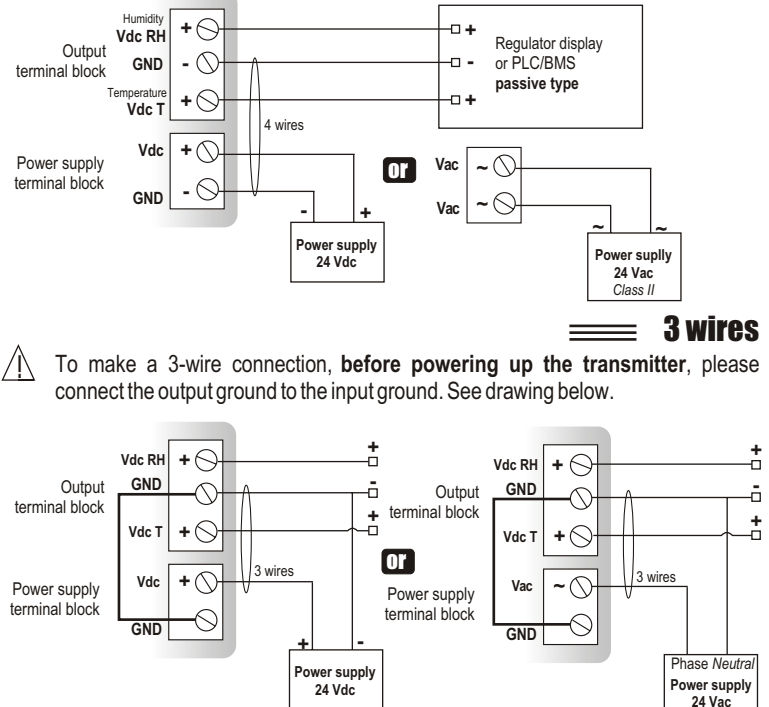 Humidity
Vdc RH
+
Output
terminal block
GND
-
Temperature
Vdc T
+
+
-
+
Regulator display
or PLC/BMS
passive type
4 wires
Power supply
terminal block
Vdc
+
GND
-
-
+
Power supply
24 Vdc
or
Vac
~
Vac
~
~
~
Power suplly
24 Vac
Class II
3 wires
To make a 3-wire connection, before powering up the transmitter, please
connect the output ground to the input ground. See drawing below.
Vdc RH
+
GND
Output
terminal block
Vdc T
+
+
-
+
Vdc
+
3 wires
Power supply
terminal block
GND
+
-
Power supply
24 Vdc
or
Vdc RH
+
GND
Output
terminal block
Vdc T
+
+
-
+
Vac
~
3 wires
Power supply
terminal block
GND
Phase Neutral
Power supply
24 Vac